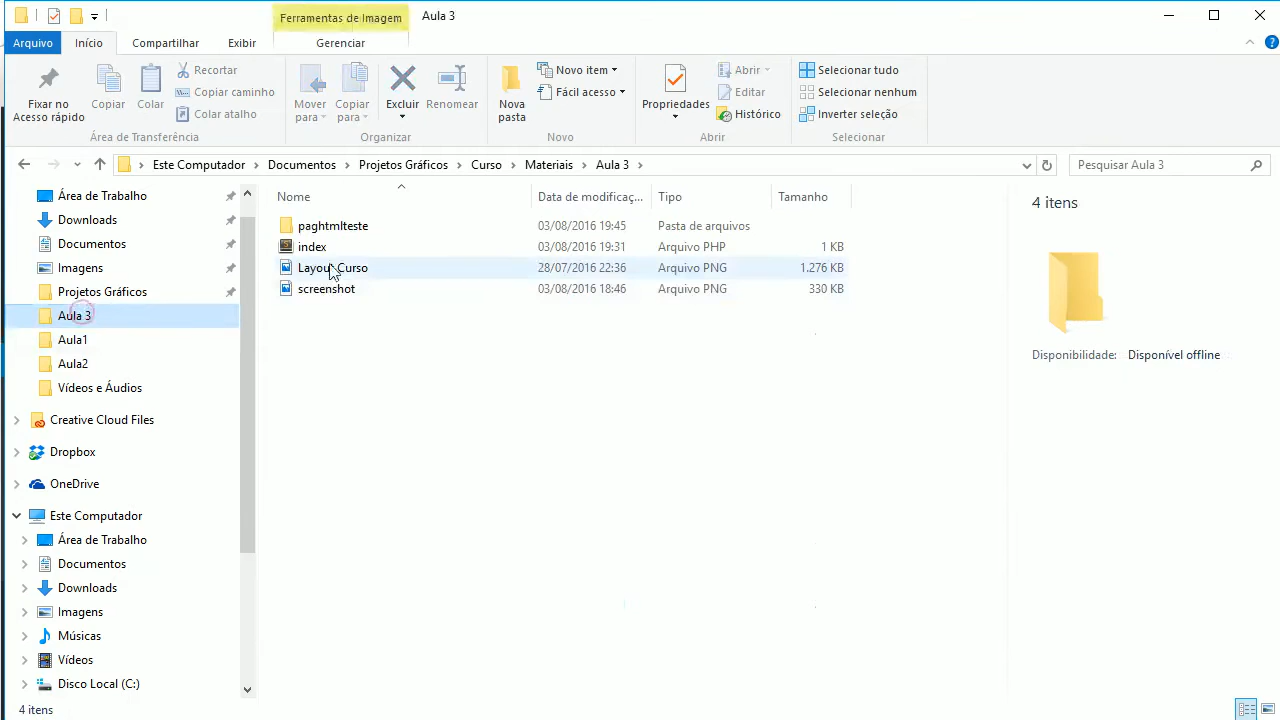 Ferramentas de Imagem
Aula 3
Arquivo
Início
Compartilhar
Exibir
Gerenciar
Fixar no
Acesso rápido
Copiar
Colar
Recortar
Copiar caminho
Colar atalho
Área de Transferência
Mover
para
Copiar
para
Excluir
Renomear
Organizar
Nova
pasta
Novo item
Fácil acesso
Novo
Propriedades
Abrir
Editar
Histórico
Abrir
Selecionar tudo
Selecionar nenhum
Inverter seleção
Selecionar
Este Computador > Documentos > Projetos Gráficos > Curso > Materiais > Aula 3 >
Pesquisar Aula 3
Área de Trabalho
Downloads
Documentos
Imagens
Projetos Gráficos
Aula 3
Aula1
Aula2
Vídeos e Áudios
Creative Cloud Files
Dropbox
OneDrive
Este Computador
Área de Trabalho
Documentos
Downloads
Imagens
Músicas
Vídeos
Disco Local (C:)
Nome Data de modificaç... Tipo Tamanho
paghtmlteste 03/08/2016 19:45 Pasta de arquivos
index 03/08/2016 19:31 Arquivo PHP 1 KB
Curso 28/07/2016 22:36 Arquivo PNG 1.276 KB
screenshot 03/08/2016 18:46 Arquivo PNG 330 KB
4 itens
Disponibilidade: Disponível offline
4 itens